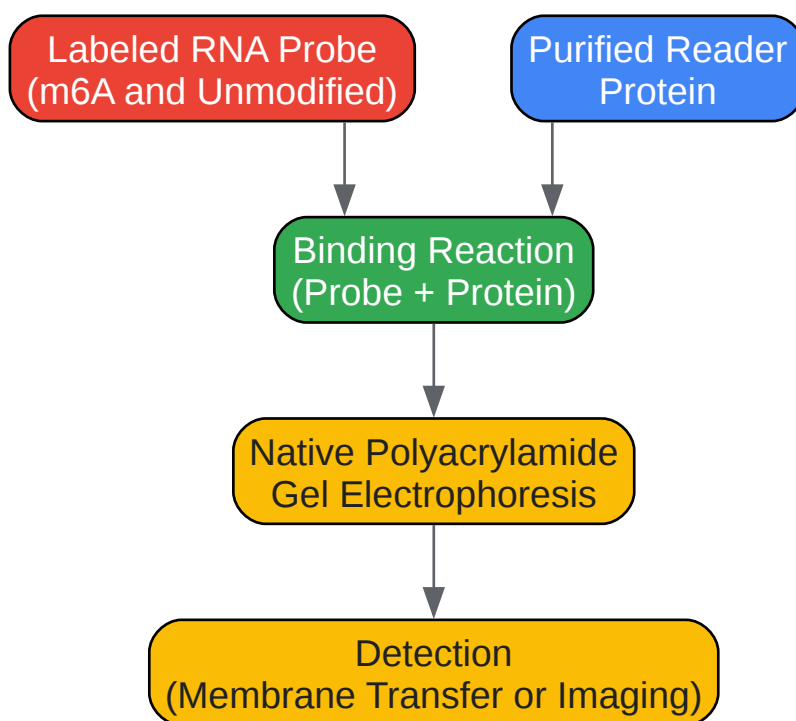 Labeled RNA Probe
(m6A and Unmodified)
Purified Reader
Protein
Binding Reaction
(Probe + Protein)
Native Polyacrylamide
Gel Electrophoresis
Detection
(Membrane Transfer or Imaging)